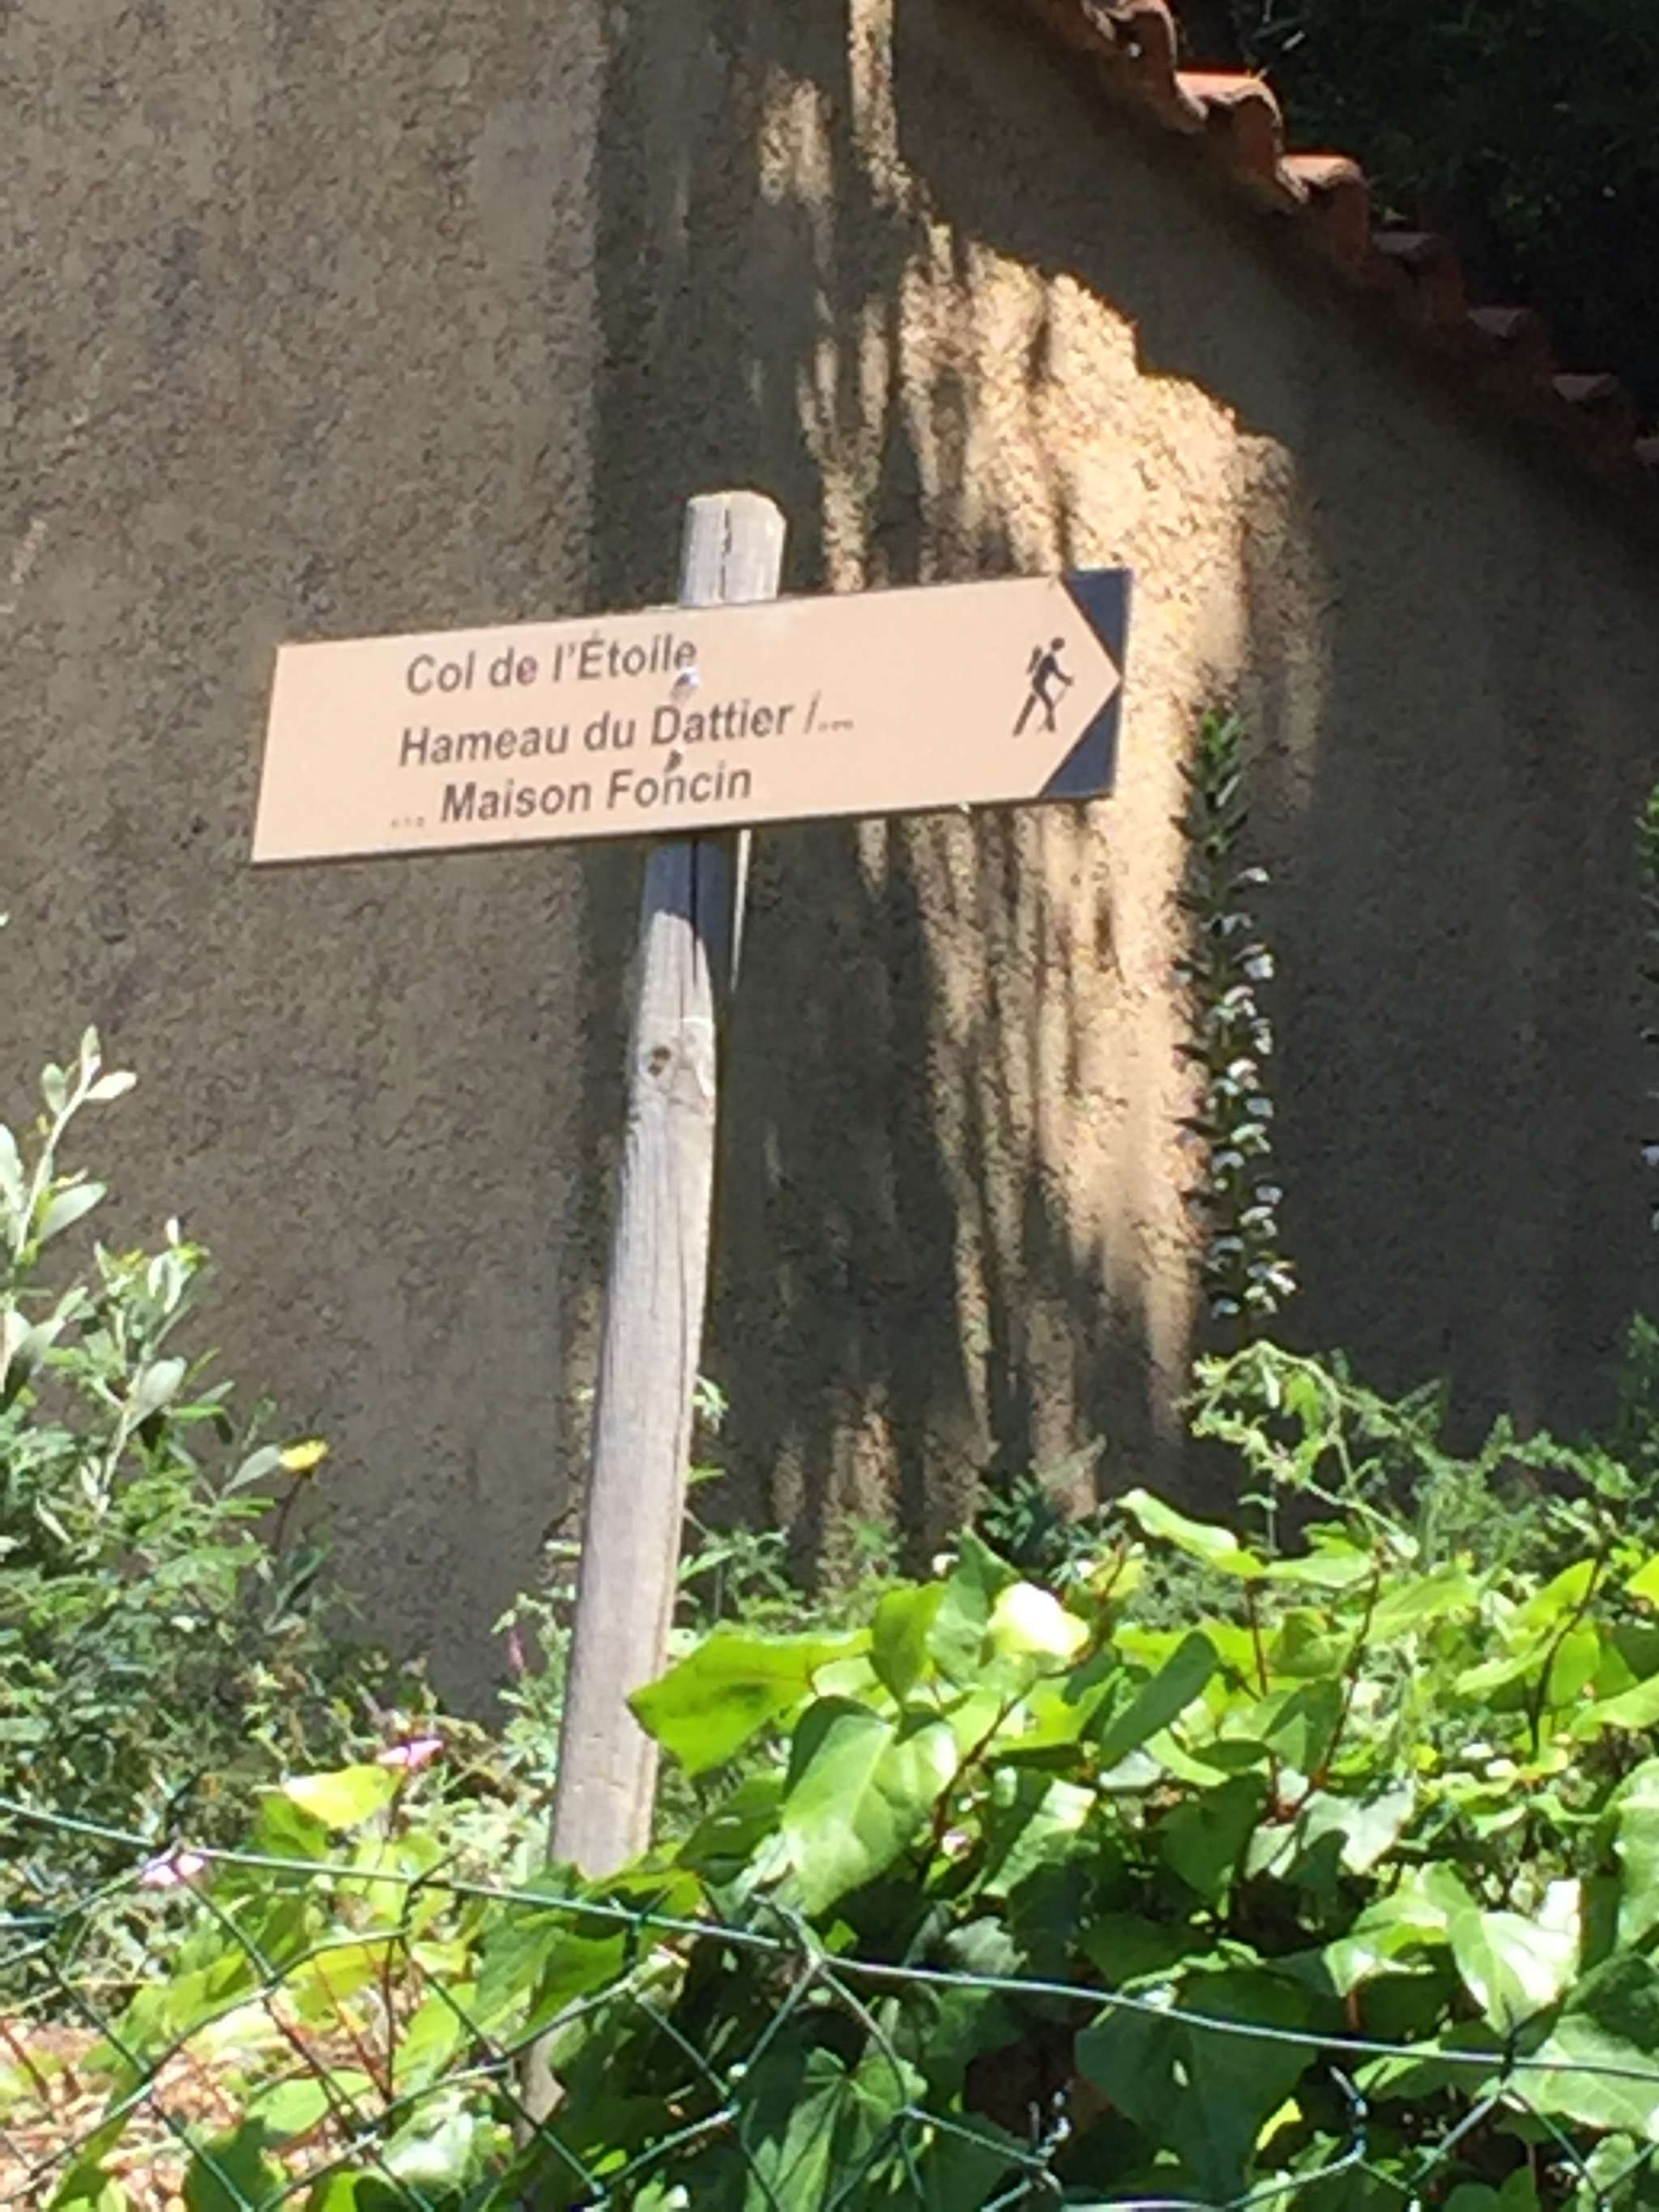 Col de l'Étoile
Hameau du Dattier /...
... Maison Foncin